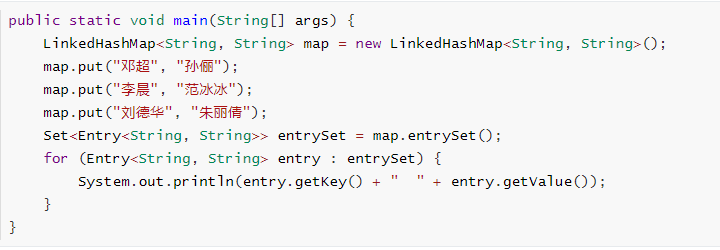 public static void main(String[] args) {
    LinkedHashMap<String, String> map = new LinkedHashMap<String, String>();
    map.put("邓超", "孙俪");
    map.put("李晨", "范冰冰");
    map.put("刘德华", "朱丽倩");
    Set<Entry<String, String>> entrySet = map.entrySet();
    for (Entry<String, String> entry : entrySet) {
        System.out.println(entry.getKey() + "  " + entry.getValue());
    }
}